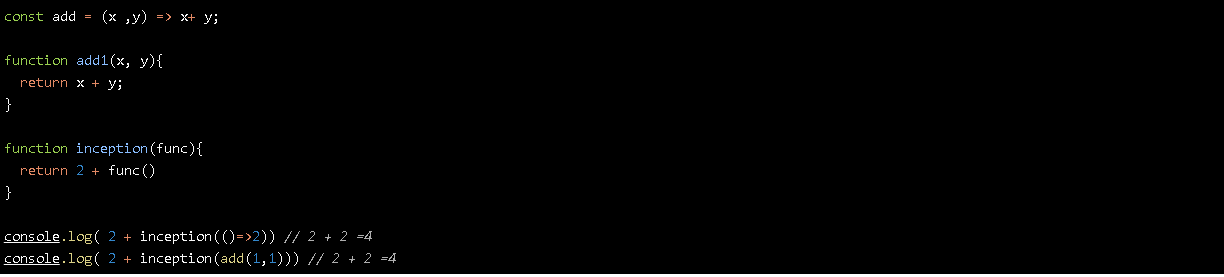 const add = (x ,y) => x+ y;
function add1(x, y){
return x + y;
}
function inception(func){
return 2 + func()
}
console.log( 2 + inception(()=>2)) // 2 + 2 =4
console.log( 2 + inception(add(1,1))) // 2 + 2 =4